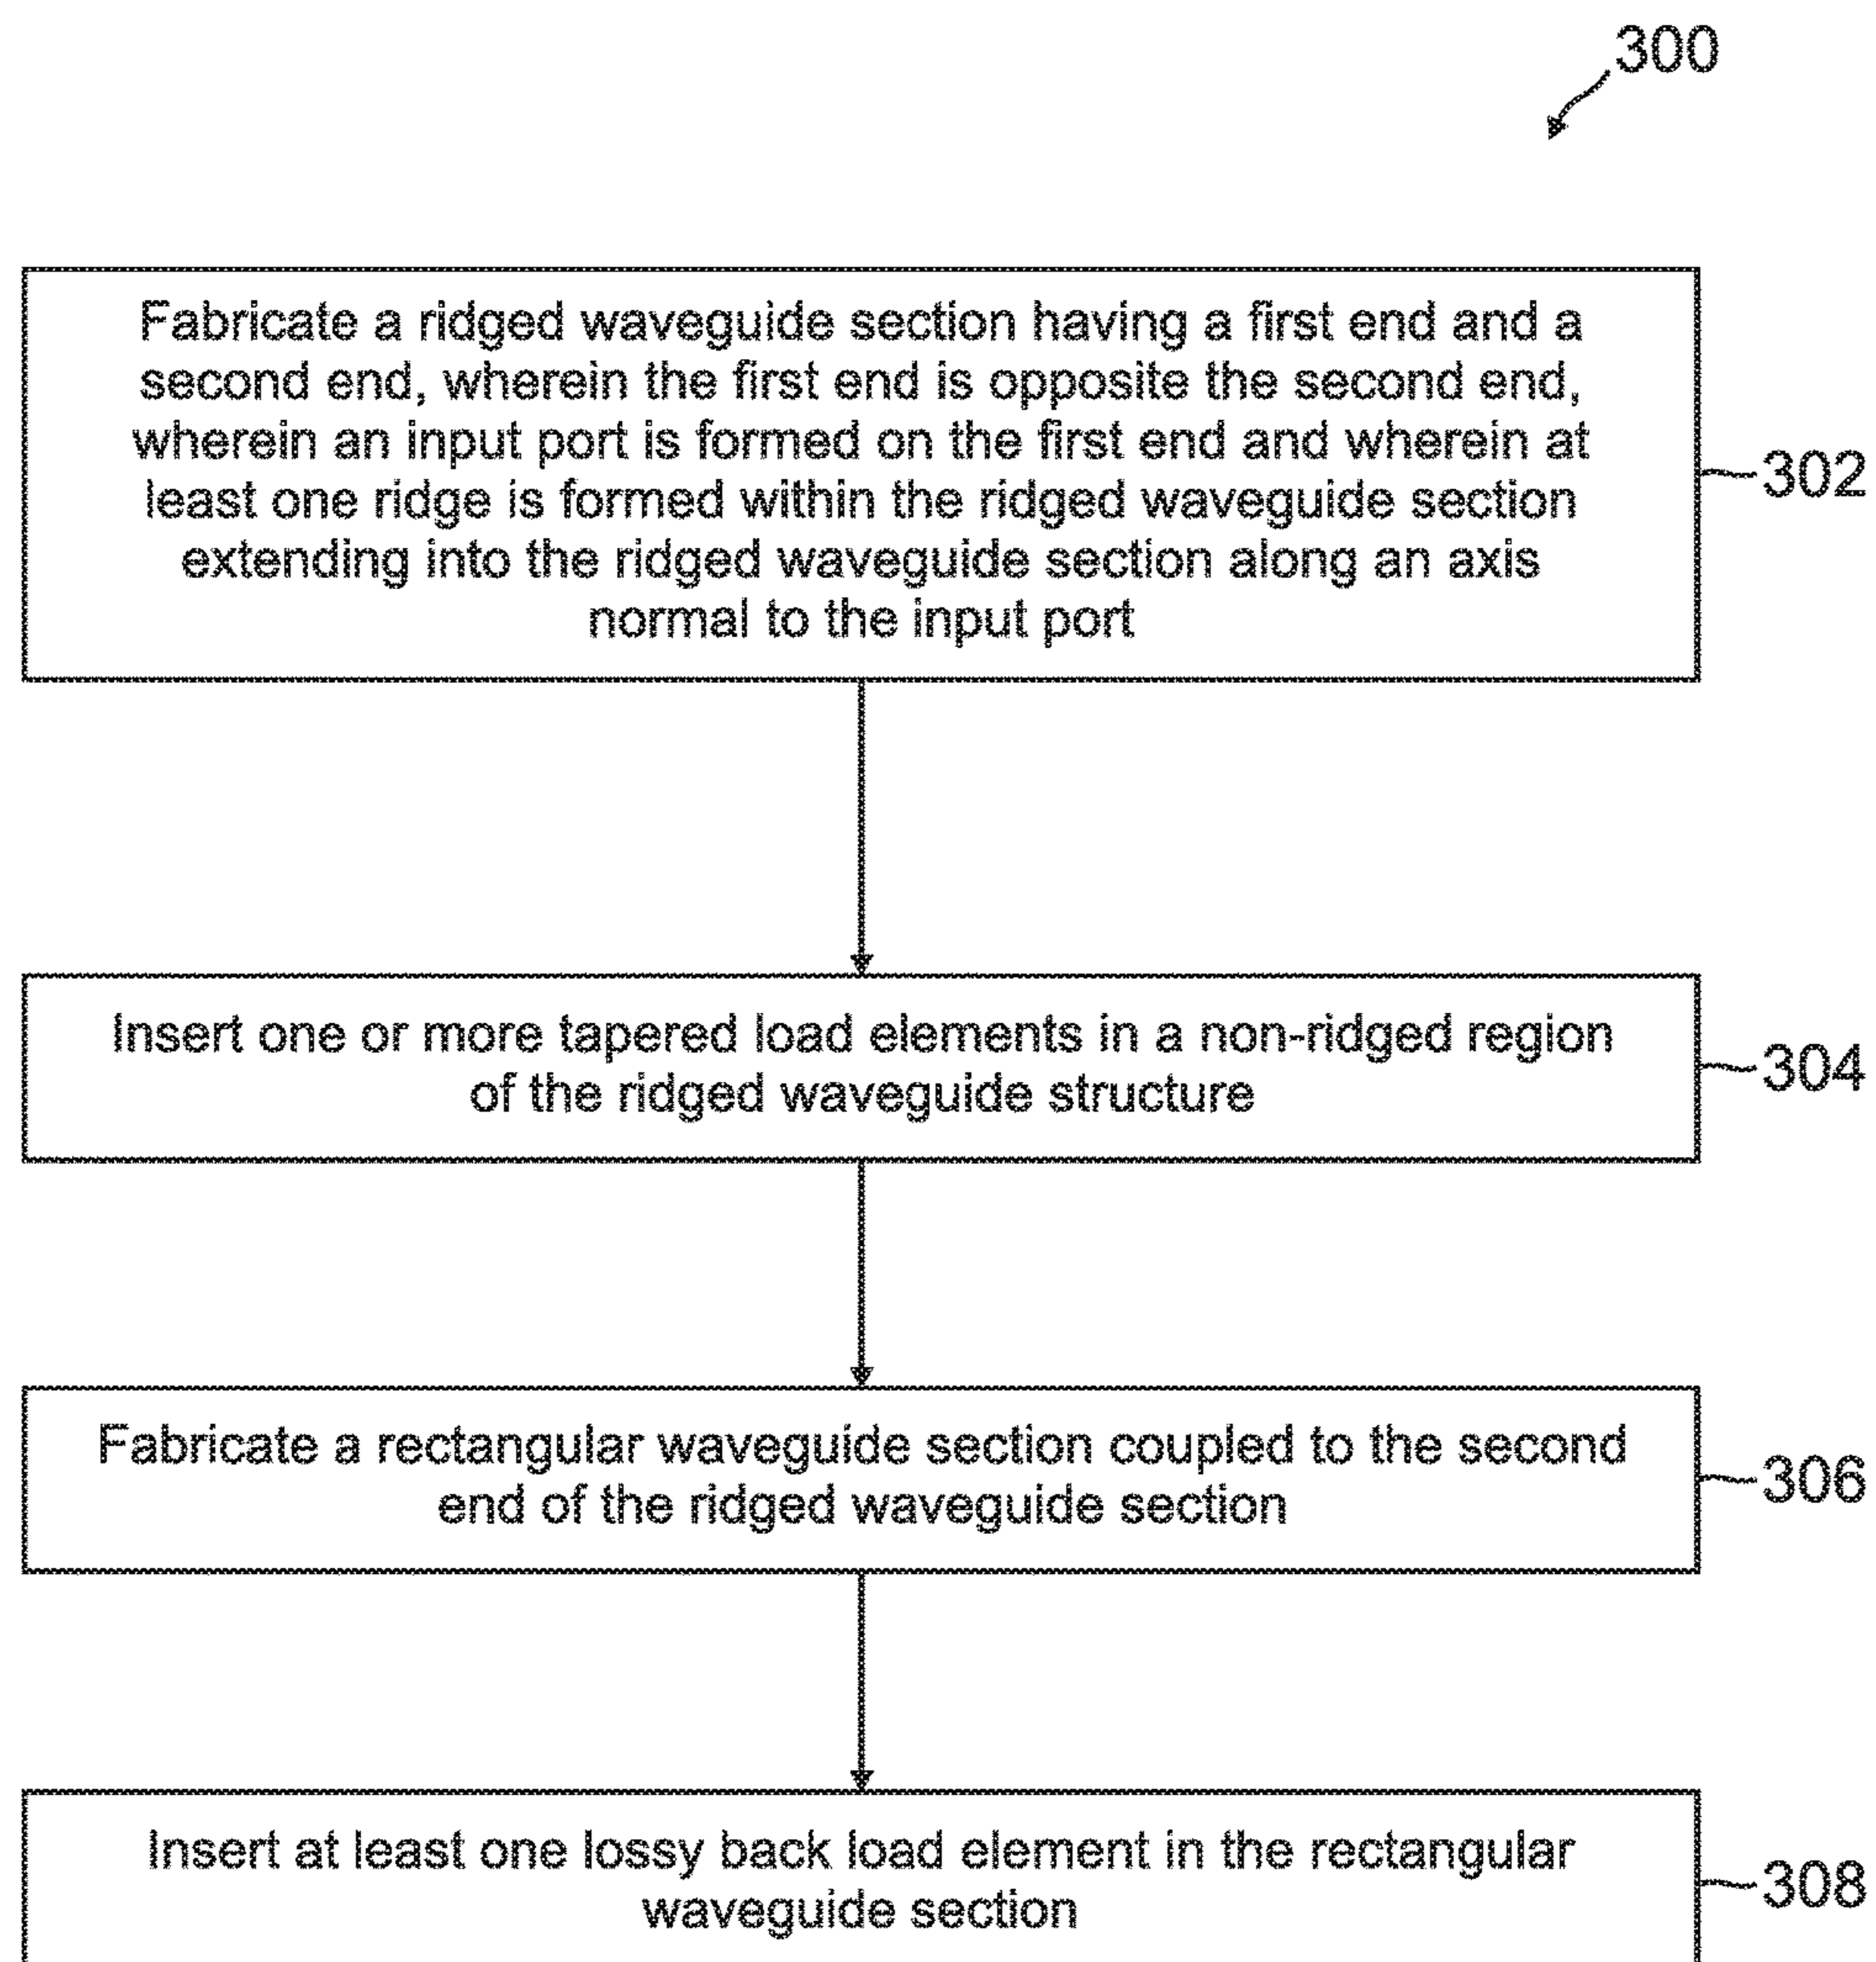 300
Fabricate a ridged waveguide section having a first end and a
second end, wherein the first end is opposite the second end,
wherein an input port is formed on the first end and wherein at
least one ridge is formed within the ridged waveguide section
extending into the ridged waveguide section along an axis
normal to the input port
302
Insert one or more tapered load elements in a non-ridged region
of the ridged waveguide structure
304
Fabricate a rectangular waveguide section coupled to the second
end of the ridged waveguide section
306
Insert at least one lossy back load element in the rectangular
waveguide section
308